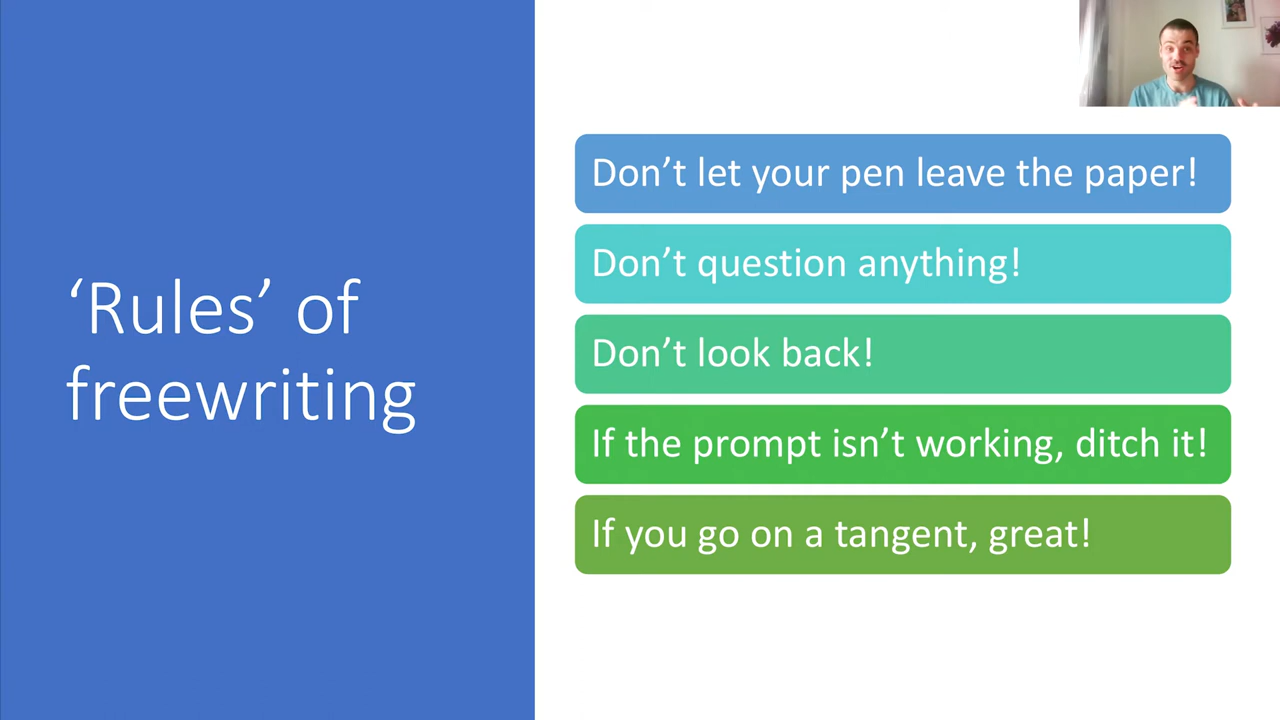 ‘Rules’ of
freewriting
Don’t let your pen leave the paper!
Don’t question anything!
Don’t look back!
If the prompt isn’t working, ditch it!
If you go on a tangent, great!